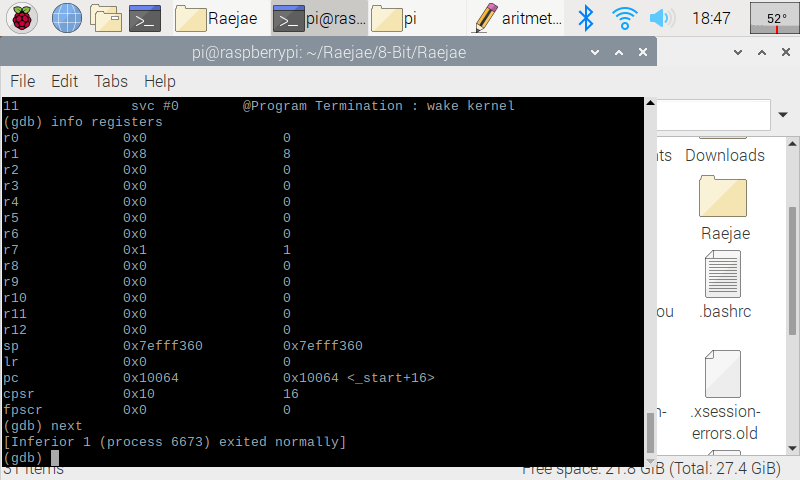 Raejae
pi@ras...
pi
aritmet...
18:47
52°
pi@raspberrypi: ~/Raejae/8-Bit/Raejae
File Edit Tabs Help
11 svc #0 @Program Termination : wake kernel
(gdb) info registers
r0 0x0 0
r1 0x8 8
r2 0x0 0
r3 0x0 0
r4 0x0 0
r5 0x0 0
r6 0x0 0
r7 0x1 1
r8 0x0 0
r9 0x0 0
r10 0x0 0
r11 0x0 0
r12 0x0 0
sp 0x7efff360 0x7efff360
lr 0x0 0
pc 0x10064 0x10064 <_start+16>
cpsr 0x10 16
fpscr 0x0 0
(gdb) next
[Inferior 1 (process 6673) exited normally]
(gdb)
nts
Downloads
Raejae
ou
.bashrc
n-
.xsession-
errors.old
31 items
Free space: 21.8 GiB (Total: 27.4 GiB)